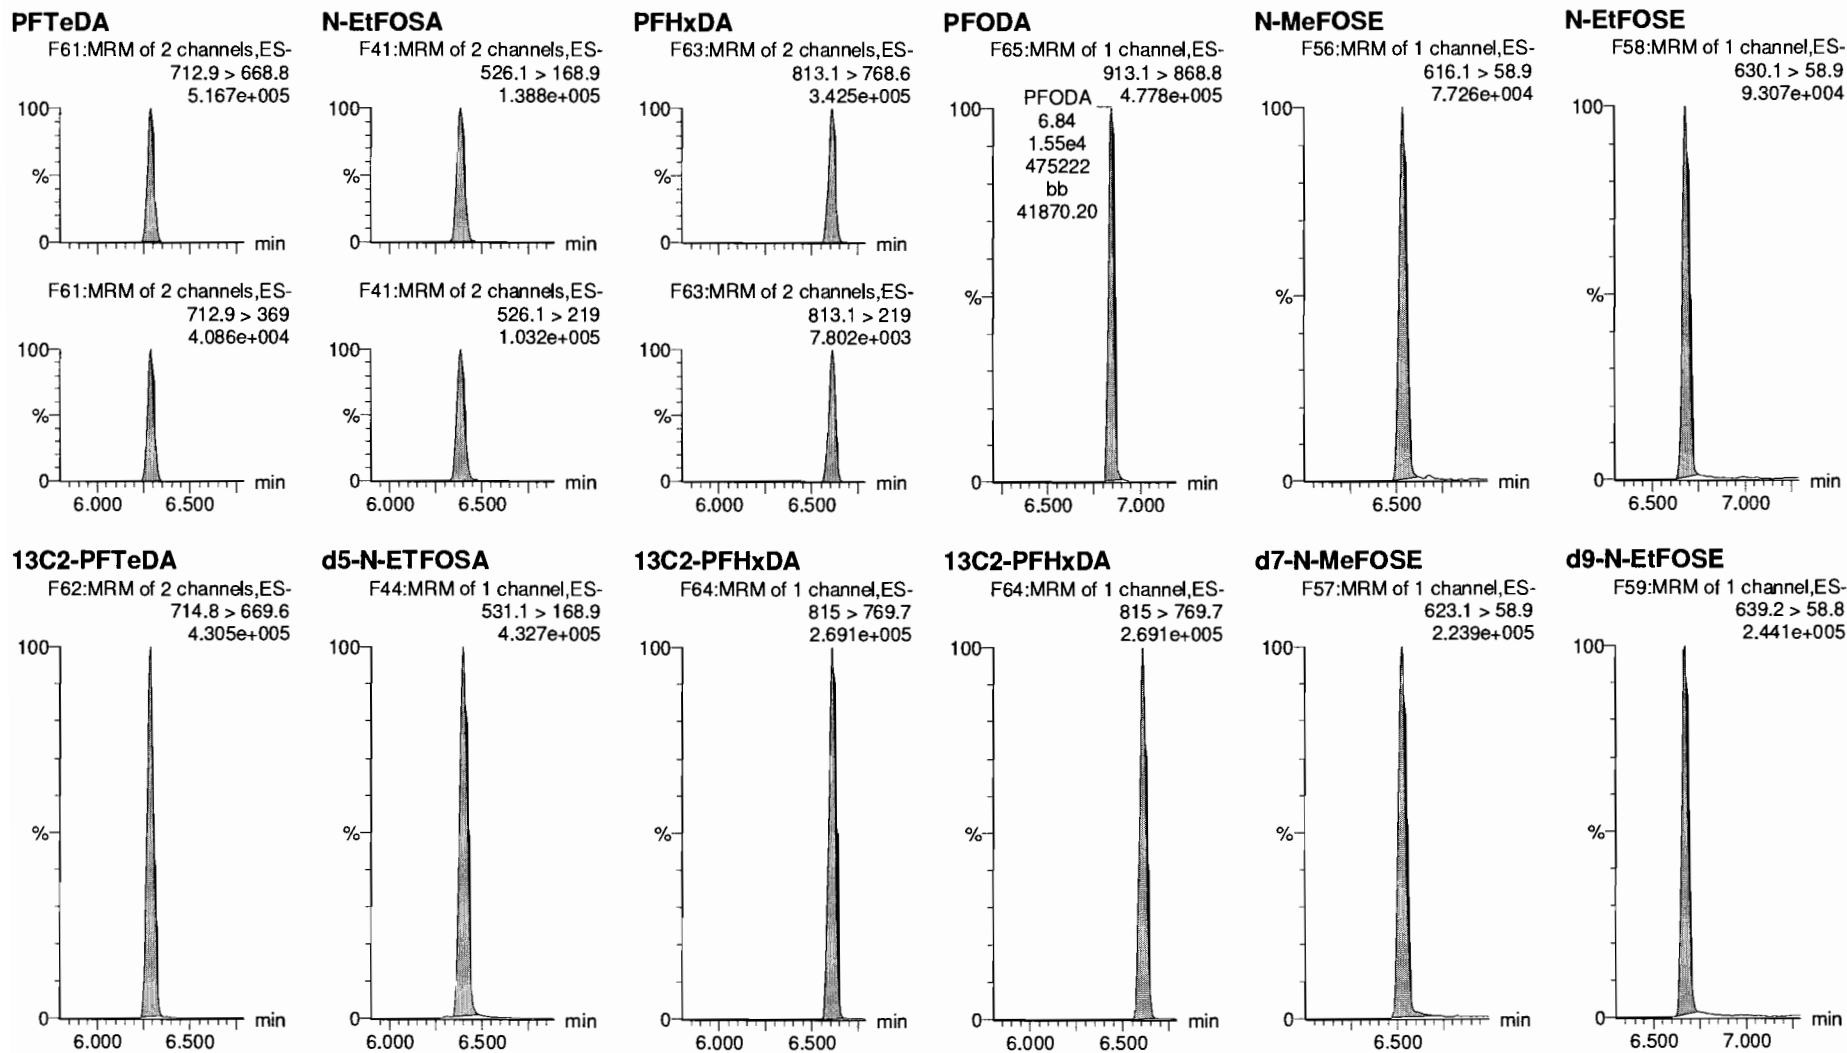 PFTeDA
F61:MRM of 2 channels,ES-
712.9 > 668.8
5.167e+005
100
%
0
min
F61:MRM of 2 channels,ES-
712.9 > 369
4.086e+004
100
%
0
min
6.000 6.500
N-EtFOSA
F41:MRM of 2 channels,ES-
526.1 > 168.9
1.388e+005
100
%
0
min
F41:MRM of 2 channels,ES-
526.1 > 219
1.032e+005
100
%
0
min
6.000 6.500
PFHxDA
F63:MRM of 2 channels,ES-
813.1 > 768.6
3.425e+005
100
%
0
min
F63:MRM of 2 channels,ES-
813.1 > 219
7.802e+003
100
%
0
min
6.000 6.500
PFODA
F65:MRM of 1 channel,ES-
913.1 > 868.8
4.778e+005
PFODA
6.84
1.55e4
475222
bb
41870.20
100
%
0
min
6.500 7.000
N-MeFOSE
F56:MRM of 1 channel,ES-
616.1 > 58.9
7.726e+004
100
%
0
min
6.500
N-EtFOSE
F58:MRM of 1 channel,ES-
630.1 > 58.9
9.307e+004
100
%
0
min
6.500 7.000
13C2-PFTeDA
F62:MRM of 2 channels,ES-
714.8 > 669.6
4.305e+005
100
%
0
min
6.000 6.500
d5-N-ETFOSA
F44:MRM of 1 channel,ES-
531.1 > 168.9
4.327e+005
100
%
0
min
6.000 6.500
13C2-PFHxDA
F64:MRM of 1 channel,ES-
815 > 769.7
2.691e+005
100
%
0
min
6.000 6.500
13C2-PFHxDA
F64:MRM of 1 channel,ES-
815 > 769.7
2.691e+005
100
%
0
min
6.000 6.500
d7-N-MeFOSE
F57:MRM of 1 channel,ES-
623.1 > 58.9
2.239e+005
100
%
0
min
6.500
d9-N-EtFOSE
F59:MRM of 1 channel,ES-
639.2 > 58.8
2.441e+005
100
%
0
min
6.500 7.000